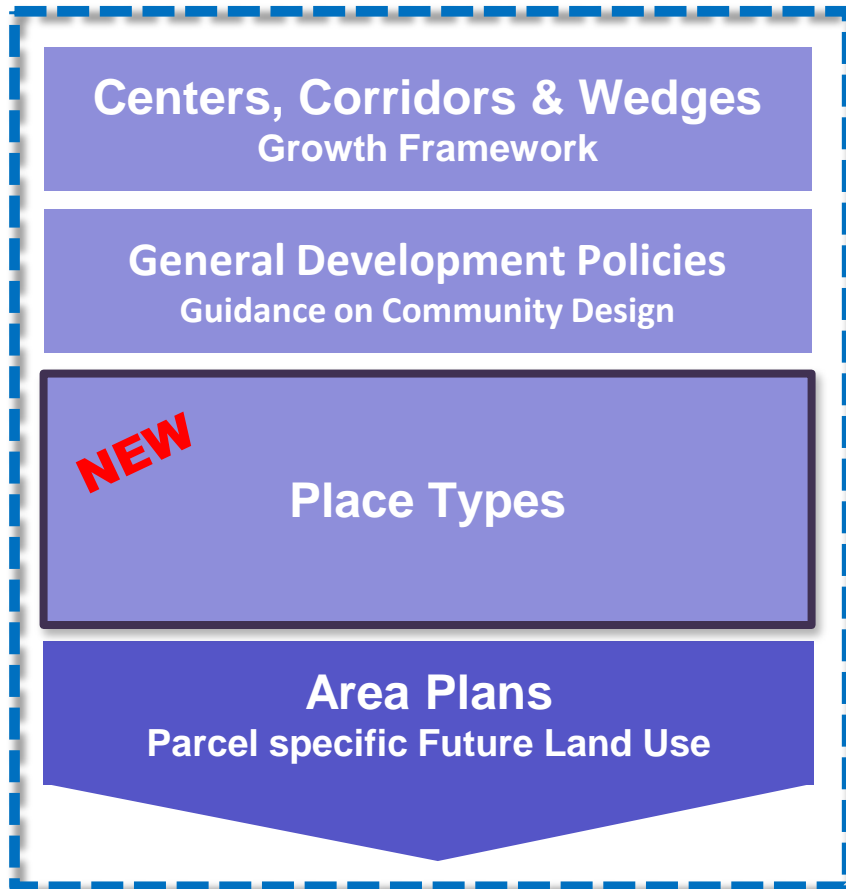 Centers, Corridors & Wedges
Growth Framework
General Development Policies
Guidance on Community Design
NEW
Place Types
Area Plans
Parcel specific Future Land Use